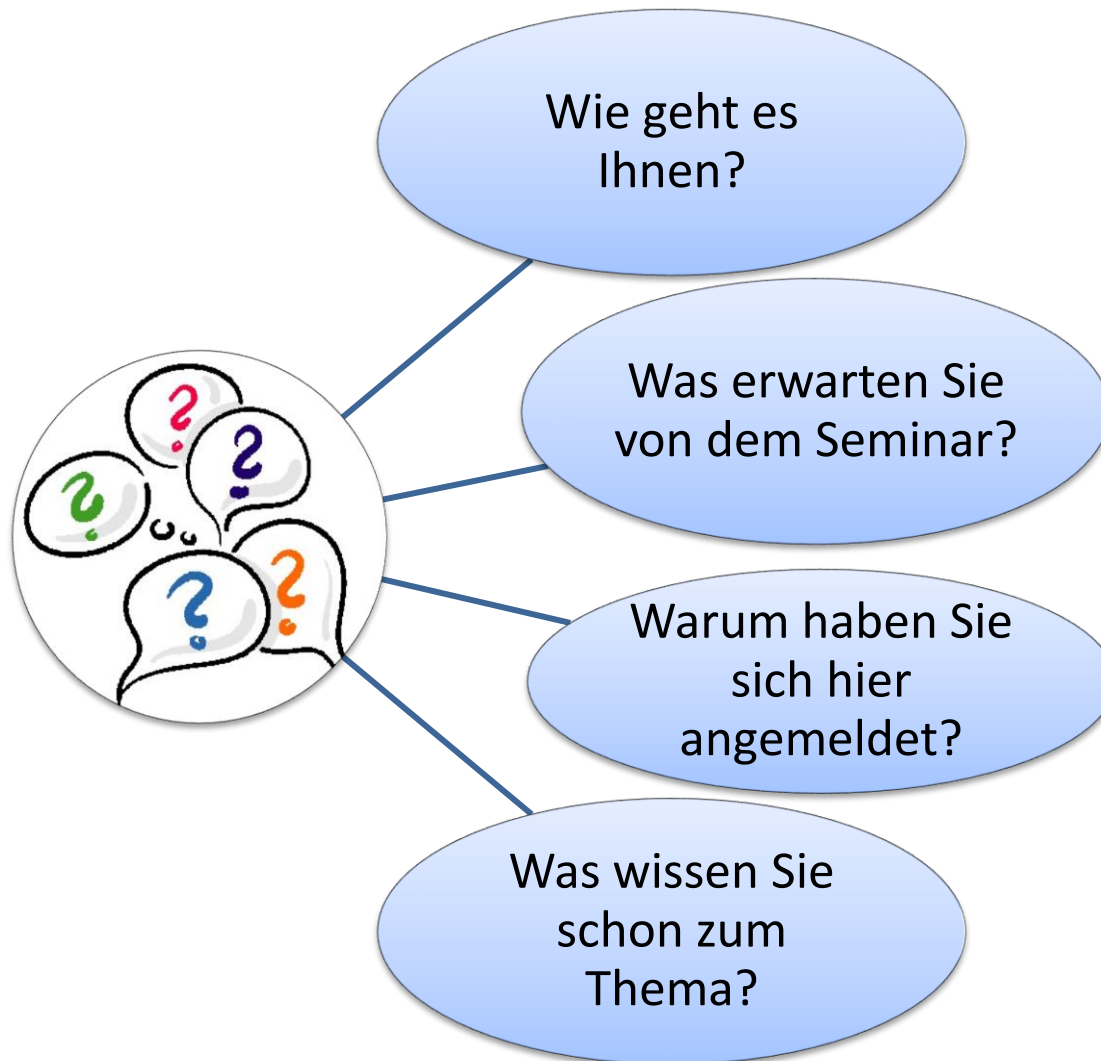 Wie geht es
Ihnen?
Was erwarten Sie
von dem Seminar?
Warum haben Sie
sich hier
angemeldet?
Was wissen Sie
schon zum
Thema?